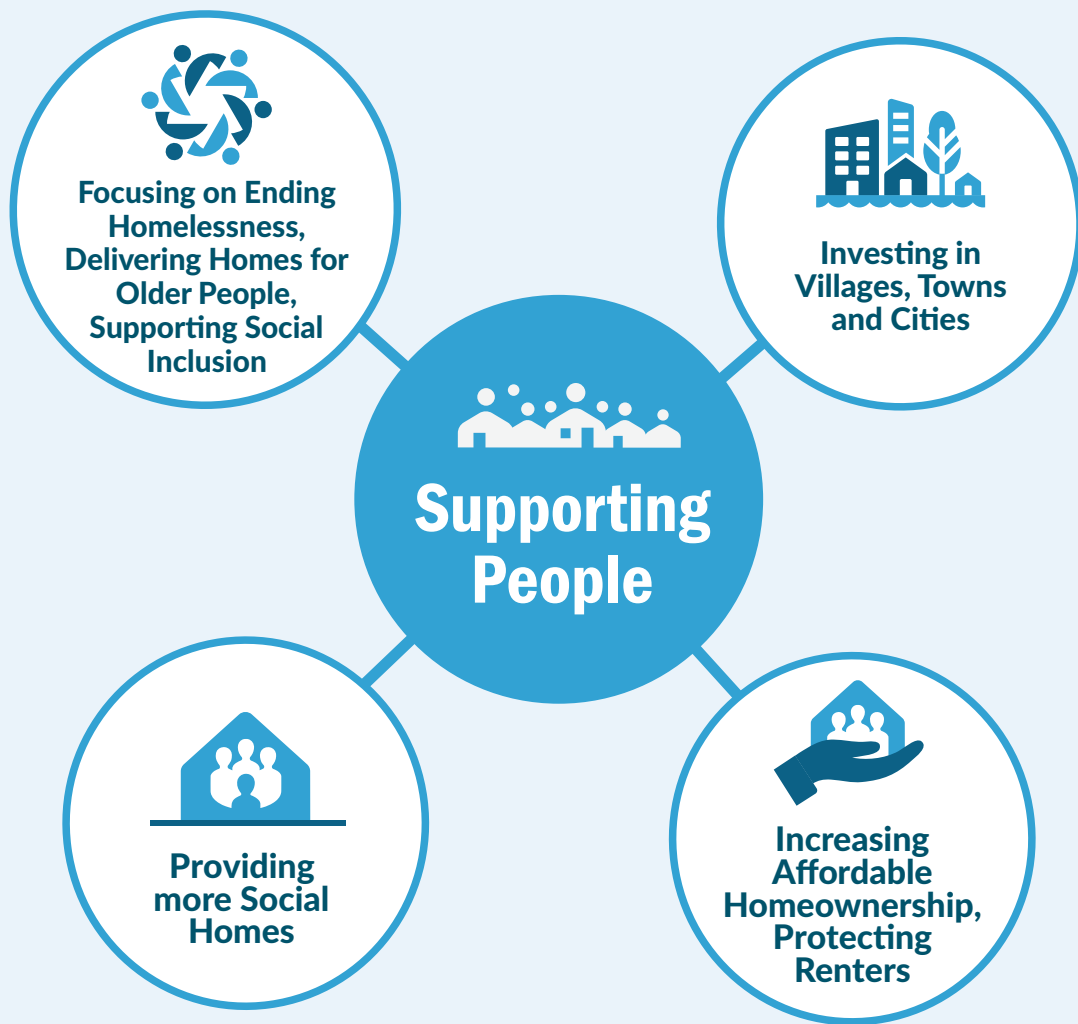 Focusing on Ending
Homelessness,
Delivering Homes for
Older People,
Supporting Social
Inclusion
Investing in
Villages, Towns
and Cities
Supporting
People
Providing
more Social
Homes
Increasing
Affordable
Homeownership,
Protecting
Renters